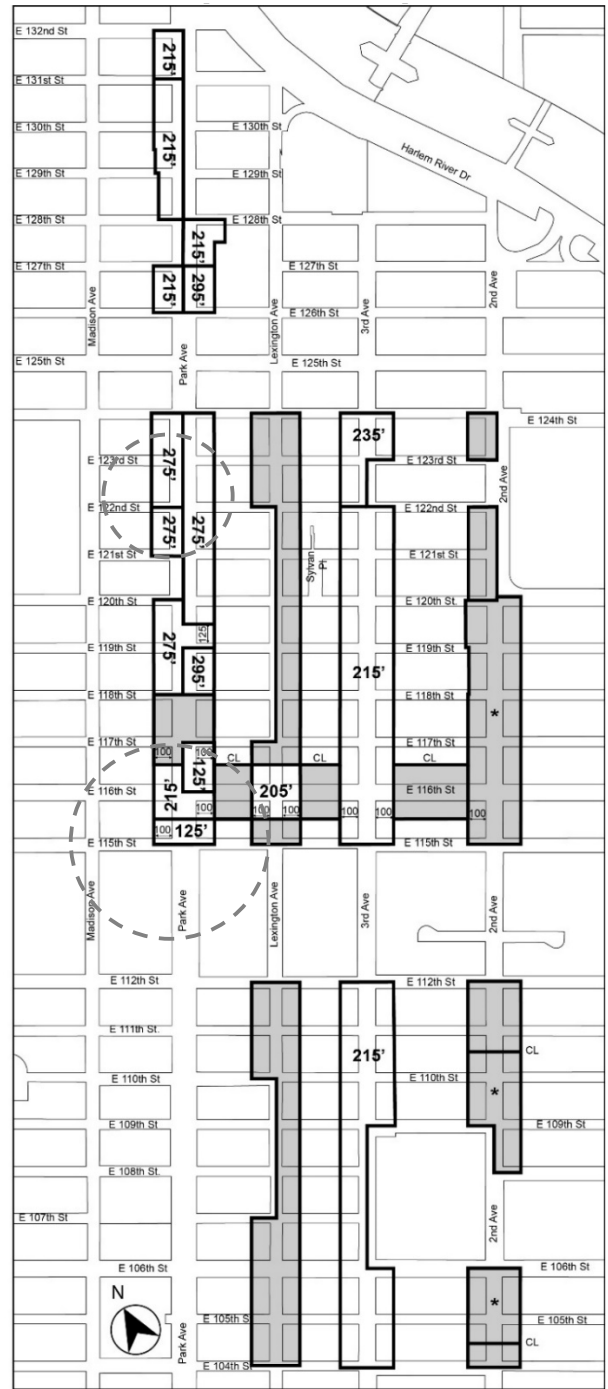 E 132nd St
215'
E 131st St
E 130th St
E 130th St
215'
Harlem River Dr
E 129th St
E 129th St
E 128th St
E 128th St
215'
E 127th St
E 127th St
215'
295'
Madison Ave
Park Ave
Lexington Ave
3rd Ave
2nd Ave
E 126th St
E 125th St
E 125th St
E 124th St
235'
E 123rd St
275'
E 123rd St
2nd Ave
E 122nd St
275'
275'
E 122nd St
E 121st St
Sylvan Pl
E 121st St
E 120th St
E 120th St.
125
E 119th St
275'
E 119th St
295'
215'
E 118th St
E 118th St
*
E 117th St
E 117th St
100
100
CL
CL
CL
125'
E 116th St
215'
205'
E 116th St
100
100
100
100
100
100
100
125'
E 115th St
E 115th St
Madison Ave
Park Ave
Lexington Ave
3rd Ave
2nd Ave
E 112th St
E 112th St
E 111th St.
215'
CL
E 110th St
E 110th St
*
E 109th St
E 109th St
E 108th St.
E 107th St
2nd Ave
E 106th St
E 106th St
N
*
E 105th St
E 105th St
Park Ave
CL
E 104th St